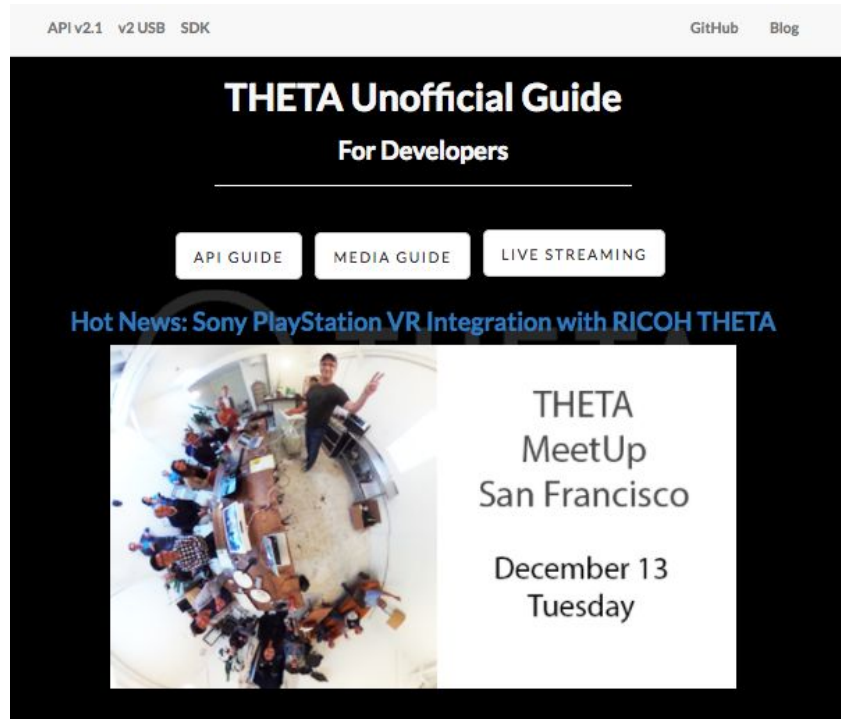 API v2.1 v2 USB SDK GitHub Blog
THETA Unofficial Guide
For Developers
API GUIDE MEDIA GUIDE LIVE STREAMING
Hot News: Sony PlayStation VR Integration with RICOH THETA
THETA
THETA
MeetUp
San Francisco
December 13
Tuesday